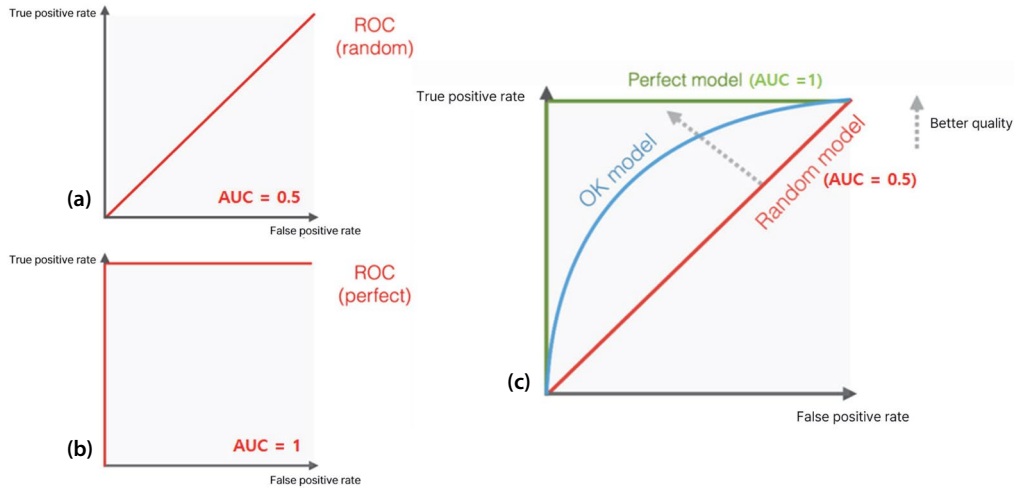 True positive rate
ROC
(random)
(a)
AUC = 0.5
False positive rate
True positive rate
ROC
(perfect)
(b)
AUC = 1
False positive rate
Perfect model (AUC =1)
True positive rate
Better quality
OK model
Random model
(AUC = 0.5)
(c)
False positive rate